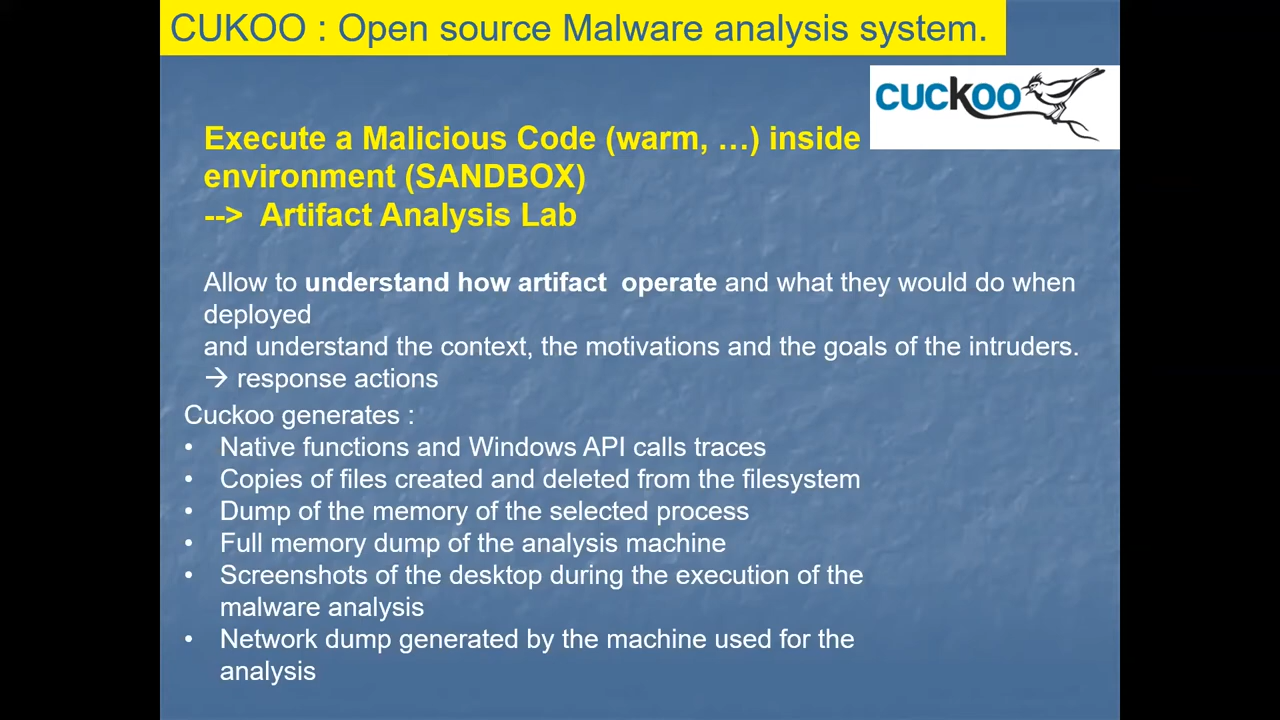 CUKOO : Open source Malware analysis system.
cuckoo
Execute a Malicious Code (warm, …) inside
environment (SANDBOX)
--> Artifact Analysis Lab
Allow to understand how artifact operate and what they would do when
deployed
and understand the context, the motivations and the goals of the intruders.
→ response actions
Cuckoo generates :
• Native functions and Windows API calls traces
• Copies of files created and deleted from the filesystem
• Dump of the memory of the selected process
• Full memory dump of the analysis machine
• Screenshots of the desktop during the execution of the
malware analysis
• Network dump generated by the machine used for the
analysis